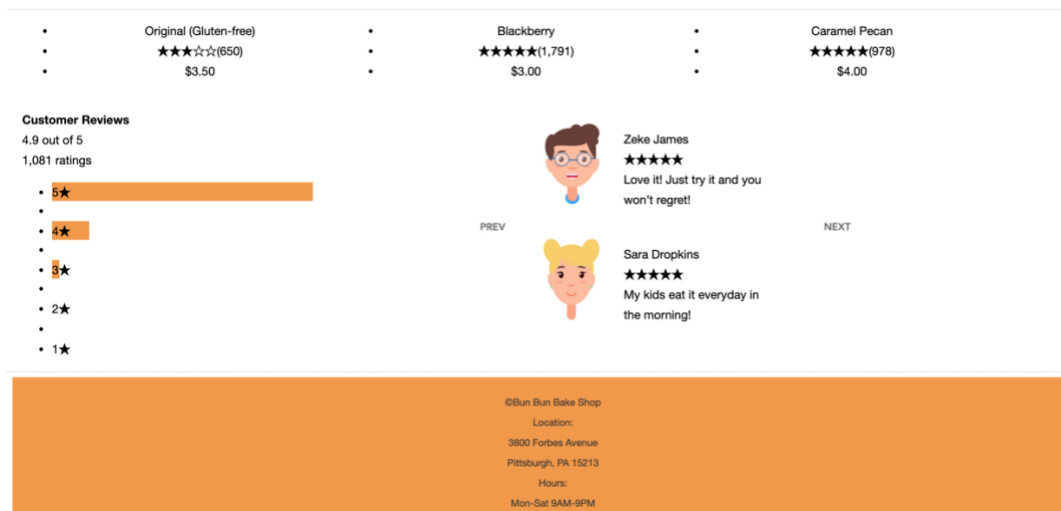 Original (Gluten-free)
★★★☆☆(650)
$3.50
Blackberry
★★★★★(1,791)
$3.00
Caramel Pecan
★★★★★(978)
$4.00
Customer Reviews
4.9 out of 5
1,081 ratings
5★
4★
3★
2★
1★
PREV
Zeke James
★★★★★
Love it! Just try it and you
won't regret!
Sara Dropkins
★★★★★
My kids eat it everyday in
the morning!
NEXT
©Bun Bun Bake Shop
Location:
3800 Forbes Avenue
Pittsburgh, PA 15213
Hours:
Mon-Sat 9AM-9PM